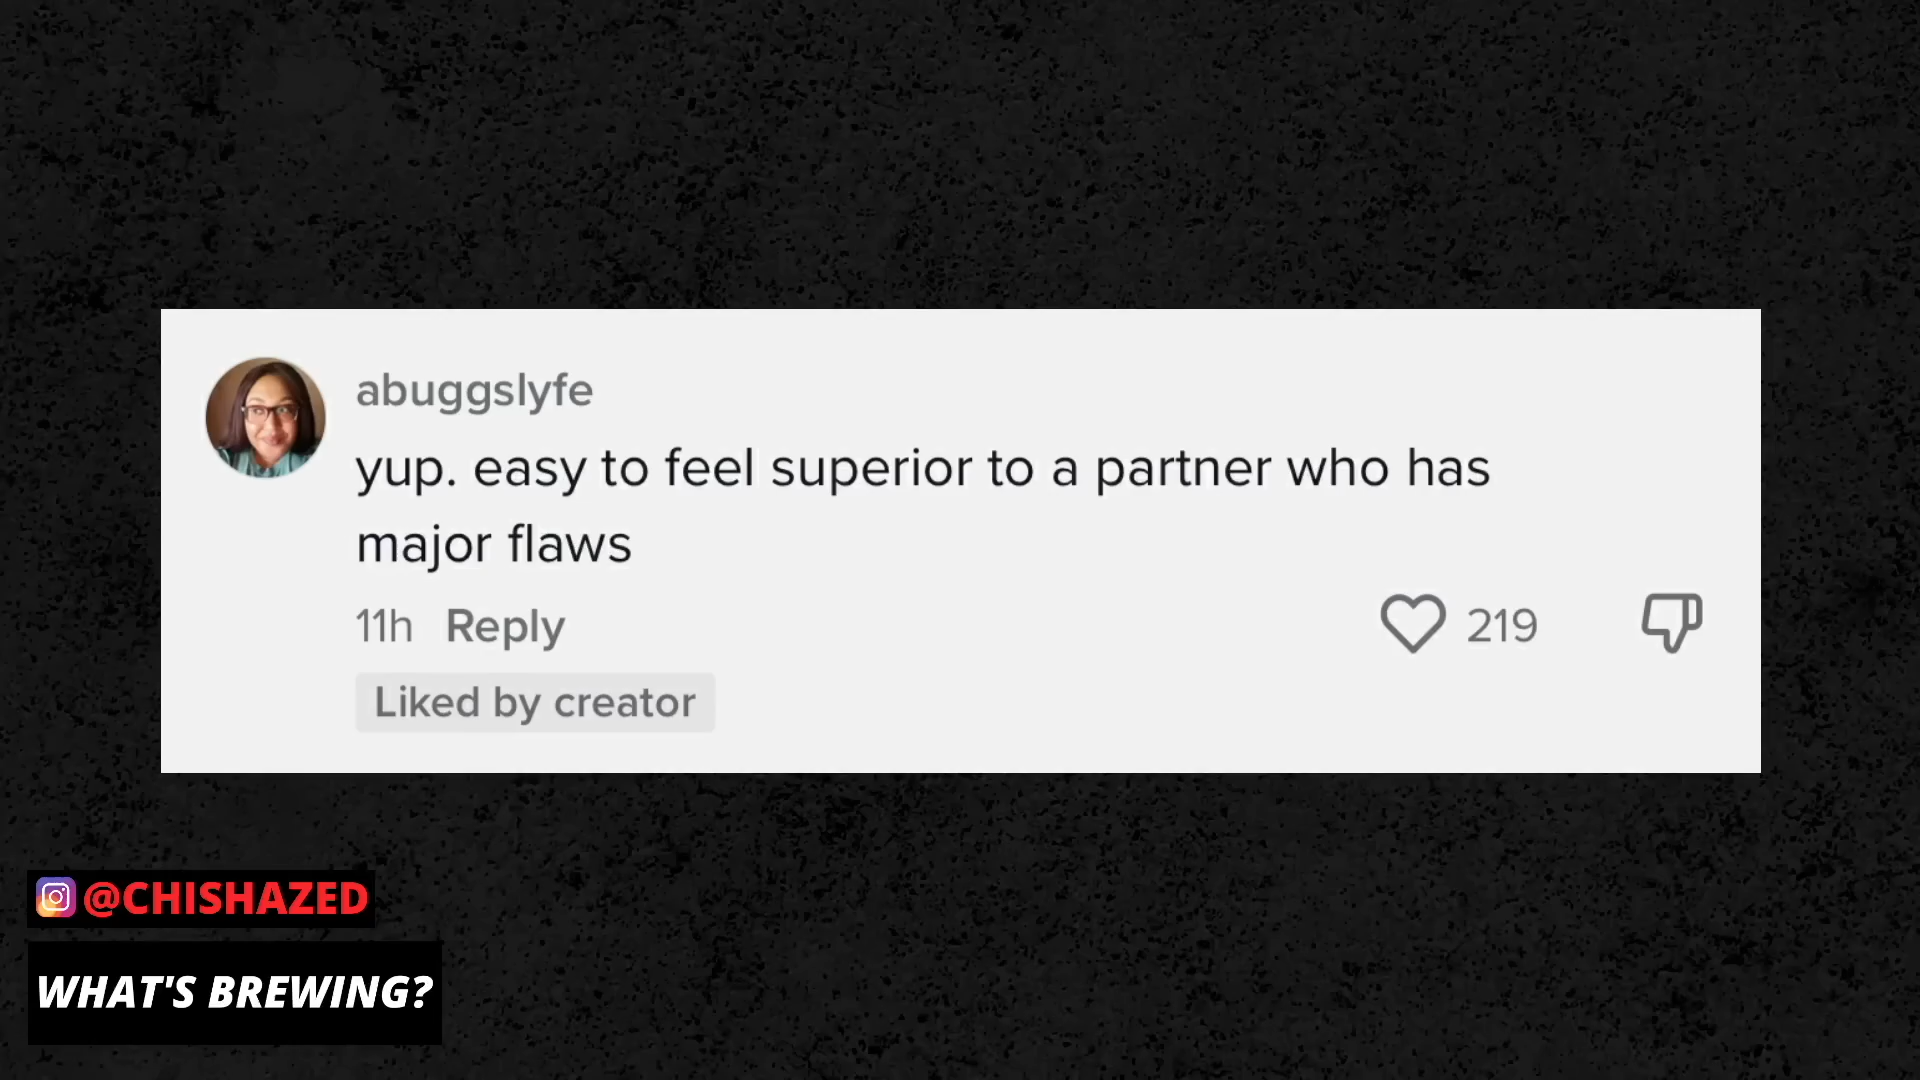 abuggslyfe
yup. easy to feel superior to a partner who has
major flaws
11h Reply 219
Liked by creator
@CHISHAZED
WHAT'S BREWING?